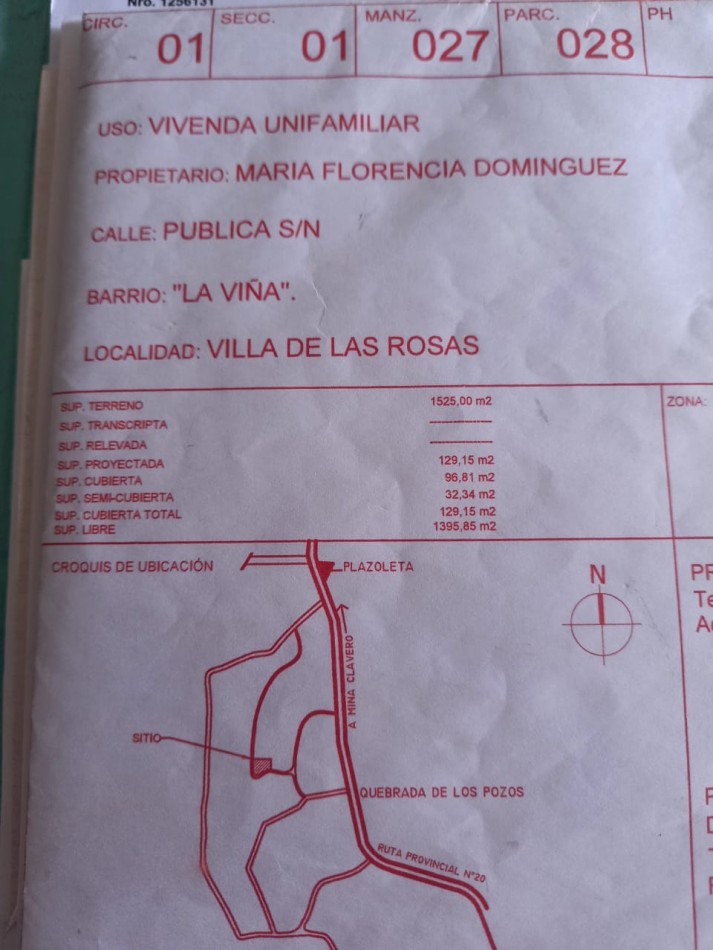 Nro. 1256131
CIRC. SECC. MANZ. PARC. PH
01 01 027 028
USO: VIVENDA UNIFAMILIAR
PROPIETARIO: MARIA FLORENCIA DOMINGUEZ
CALLE: PUBLICA S/N
BARRIO: "LA VIÑA".
LOCALIDAD: VILLA DE LAS ROSAS
SUP. TERRENO 1525,00 m2
SUP. TRANSCRIPTA ---------------
SUP. RELEVADA ---------------
SUP. PROYECTADA 129,15 m2
SUP. CUBIERTA 96,81 m2
SUP. SEMI-CUBIERTA 32,34 m2
SUP. CUBIERTA TOTAL 129,15 m2
SUP. LIBRE 1395,85 m2
ZONA:
CROQUIS DE UBICACIÓN
PLAZOLETA
N
A MINA CLAVERO
SITIO
QUEBRADA DE LOS POZOS
RUTA PROVINCIAL Nº20